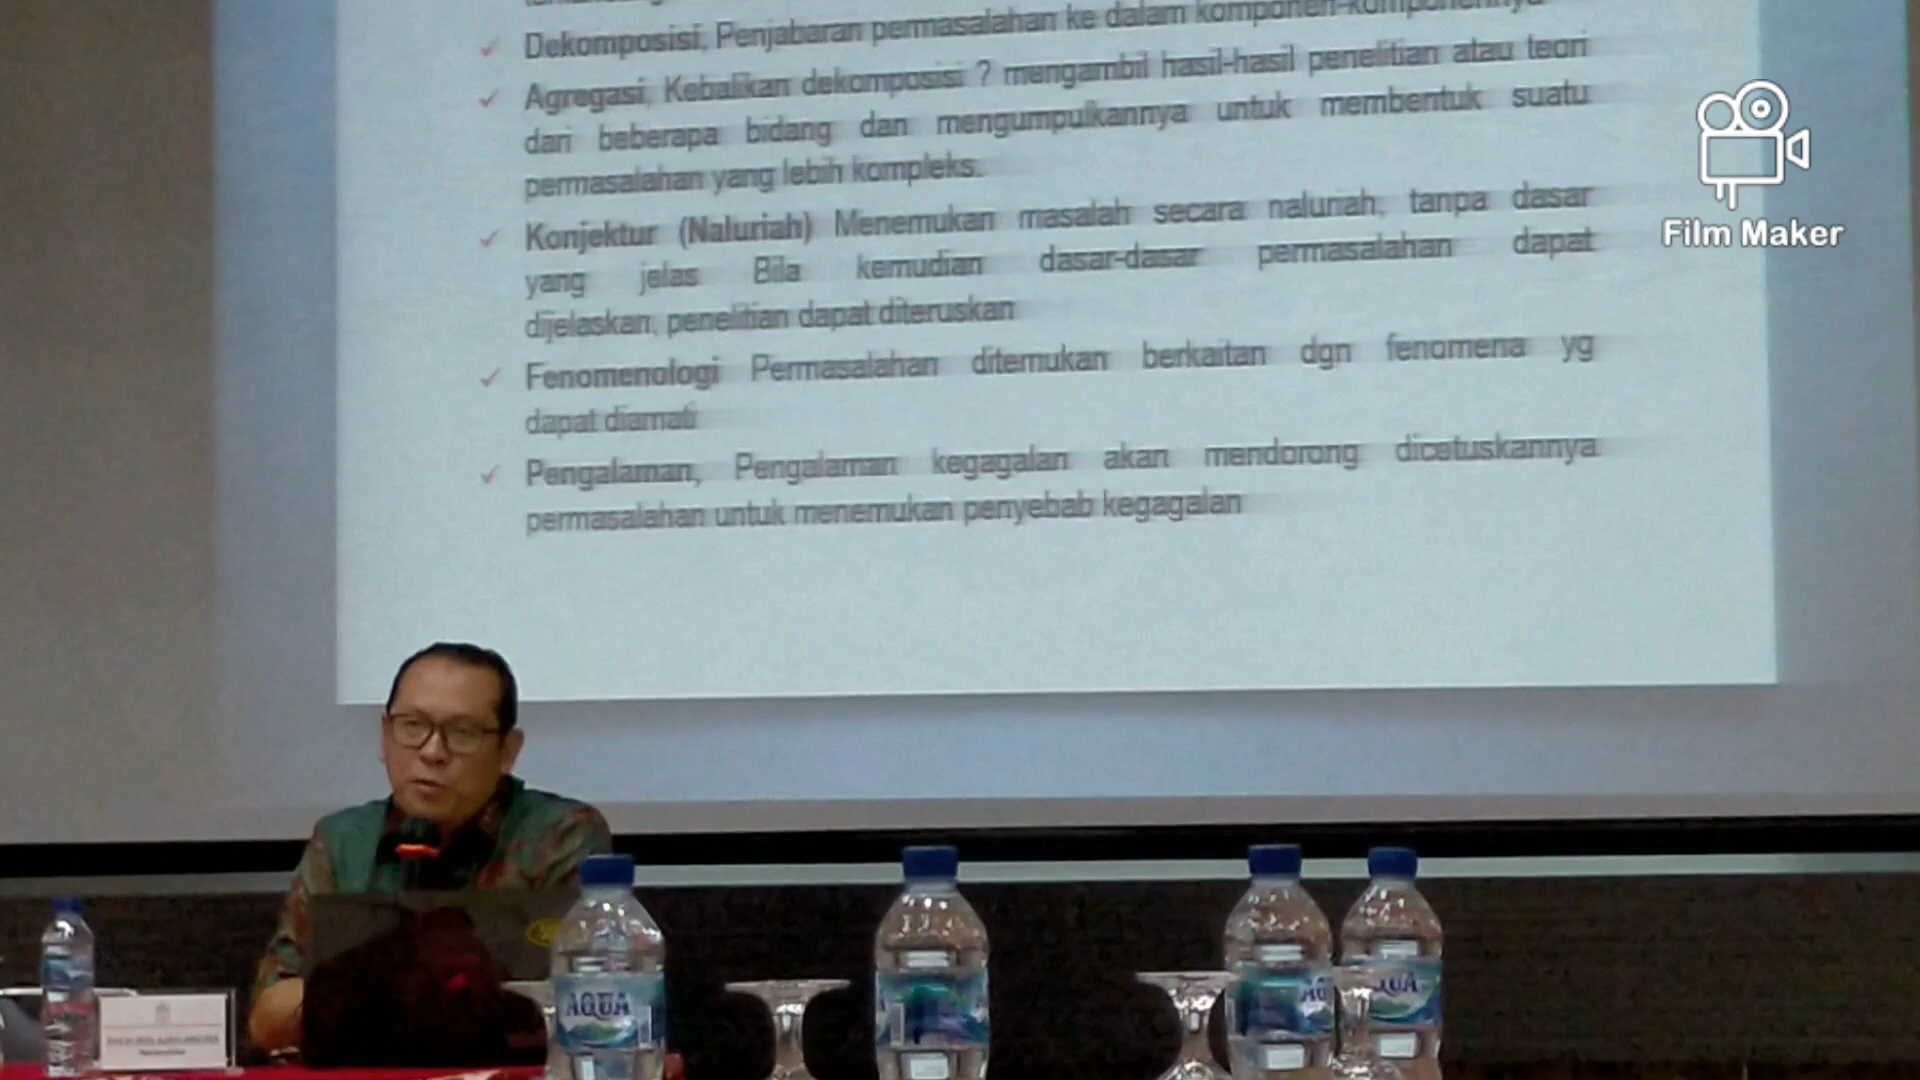 Dekomposisi, Penjabaran permasalahan ke dalam komponen-komponennya
Agregasi, Kebalikan dekomposisi ? mengambil hasil-hasil penelitian atau teori
dari beberapa bidang dan mengumpulkannya untuk membentuk suatu
permasalahan yang lebih kompleks.
Konjektur (Naluriah) Menemukan masalah secara naluriah, tanpa dasar
yang jelas Bila kemudian dasar-dasar permasalahan dapat
dijelaskan, penelitian dapat diteruskan
Fenomenologi Permasalahan ditemukan berkaitan dgn fenomena yg
dapat diamati
Pengalaman, Pengalaman kegagalan akan mendorong dicetuskannya
permasalahan untuk menemukan penyebab kegagalan
Film Maker
AQUA
AQUA